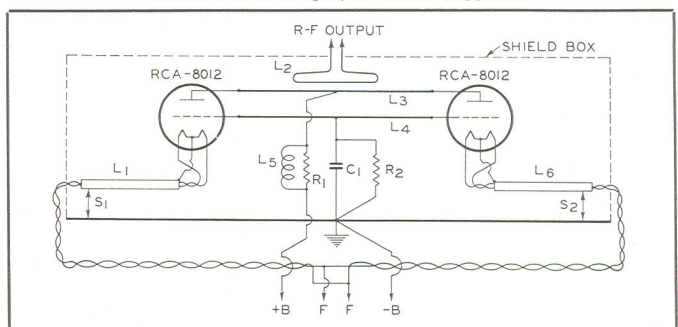 R-F OUTPUT
SHIELD BOX
L2
RCA-8012
RCA-8012
L3
L4
L5
R1
C1
R2
L1
L6
S1
S2
+B F F -B